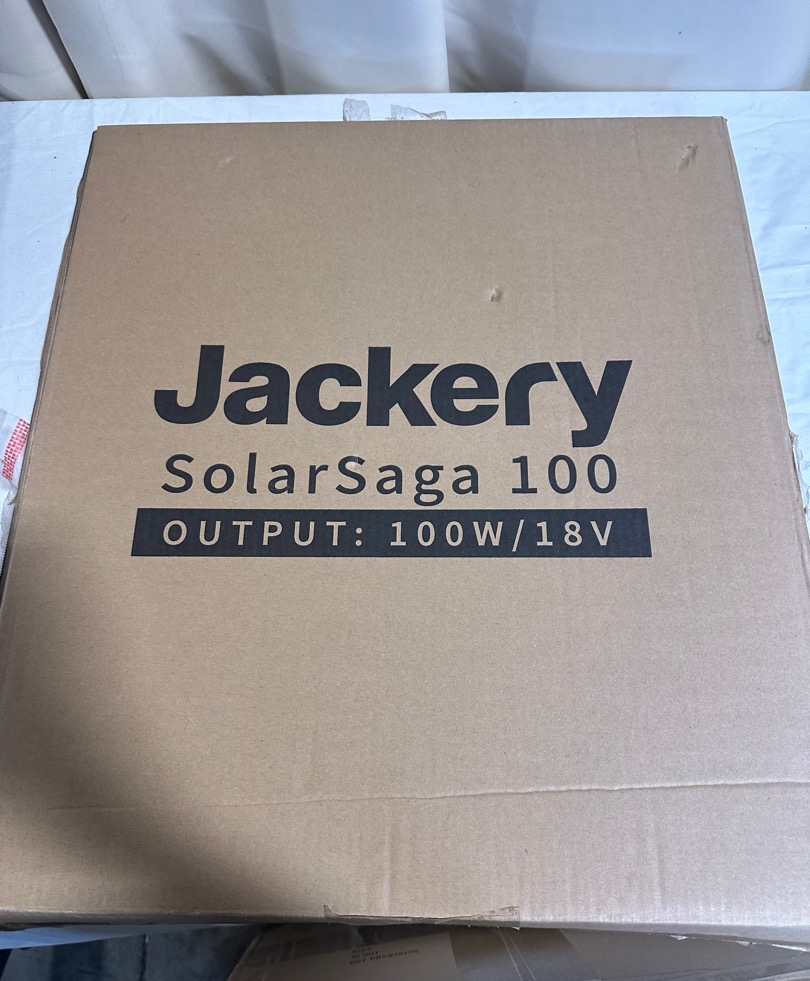 Jackery
SolarSaga 100
OUTPUT: 100W/18V